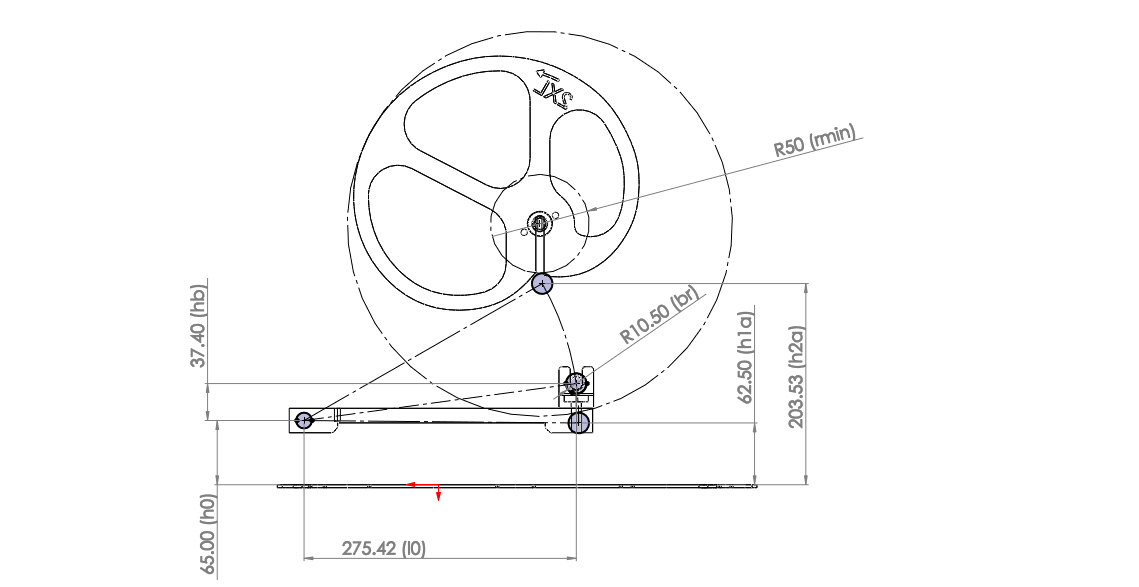 R50 (rmin)
R10.50 (br)
37.40 (hb)
62.50 (h1a)
203.53 (h2a)
65.00 (h0)
275.42 (l0)